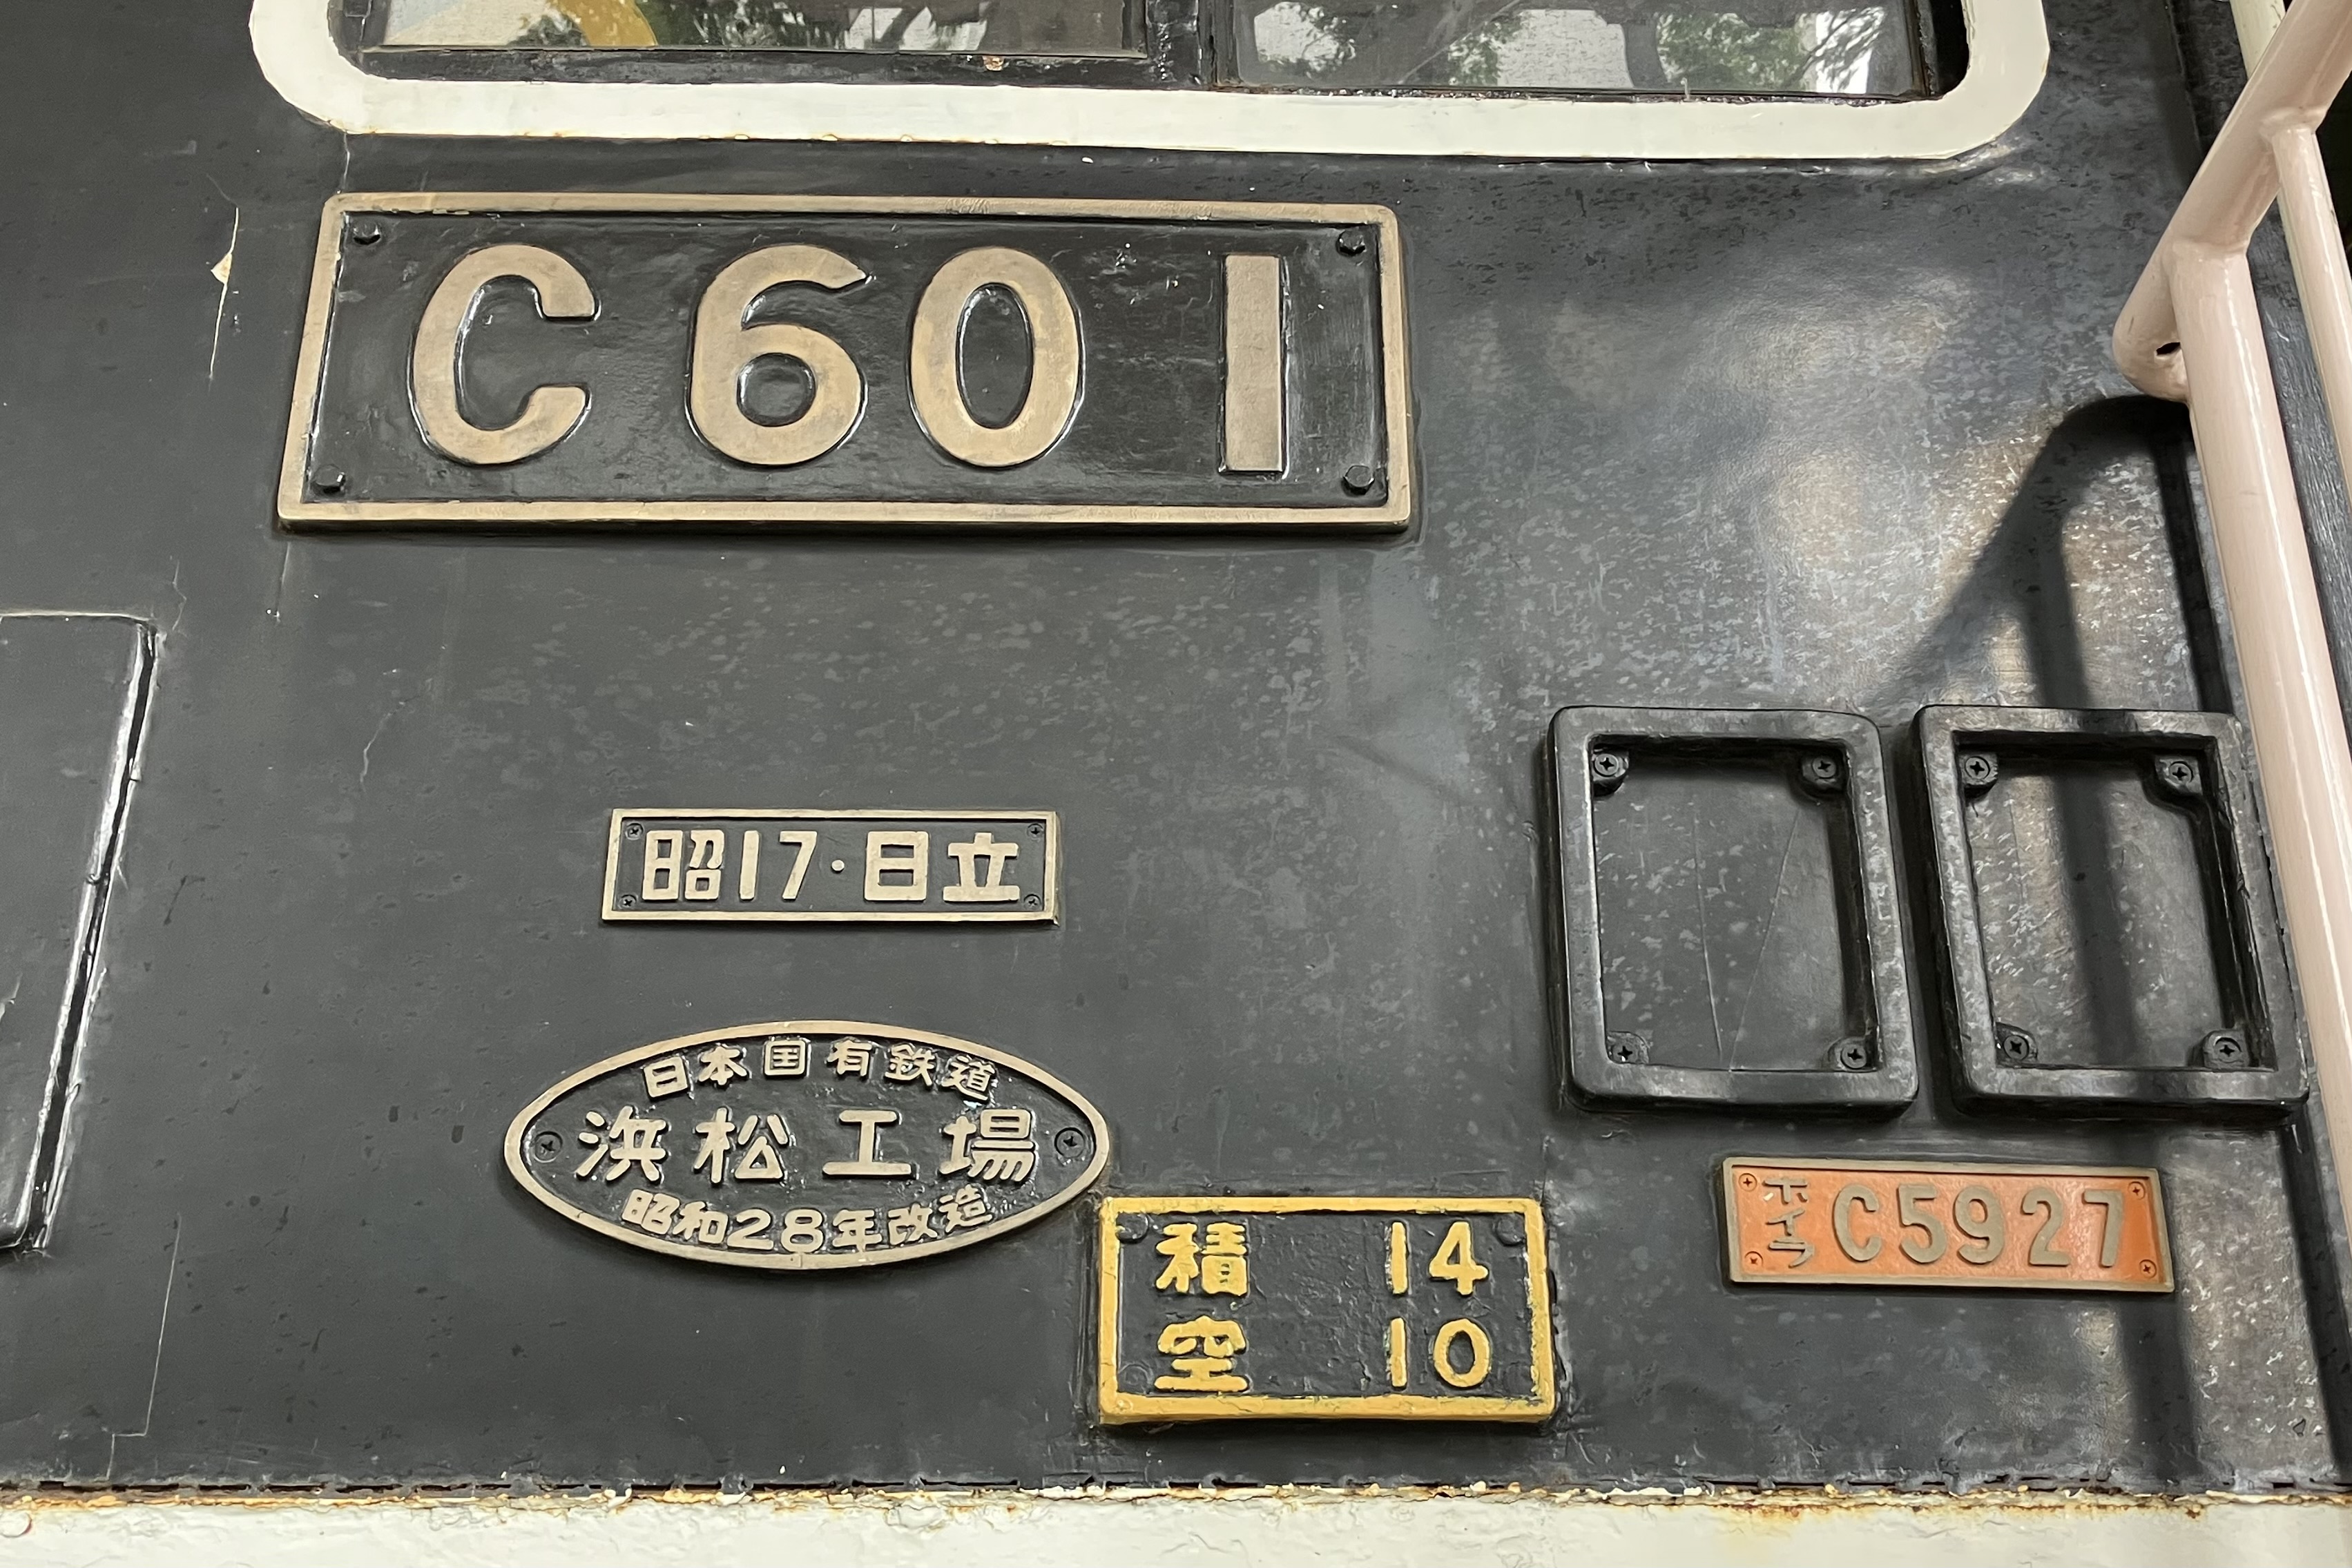 C60 1
昭17・日立
日本国有鉄道
浜松工場
昭和28年改造
積 14
空 10
ボイラ C5927